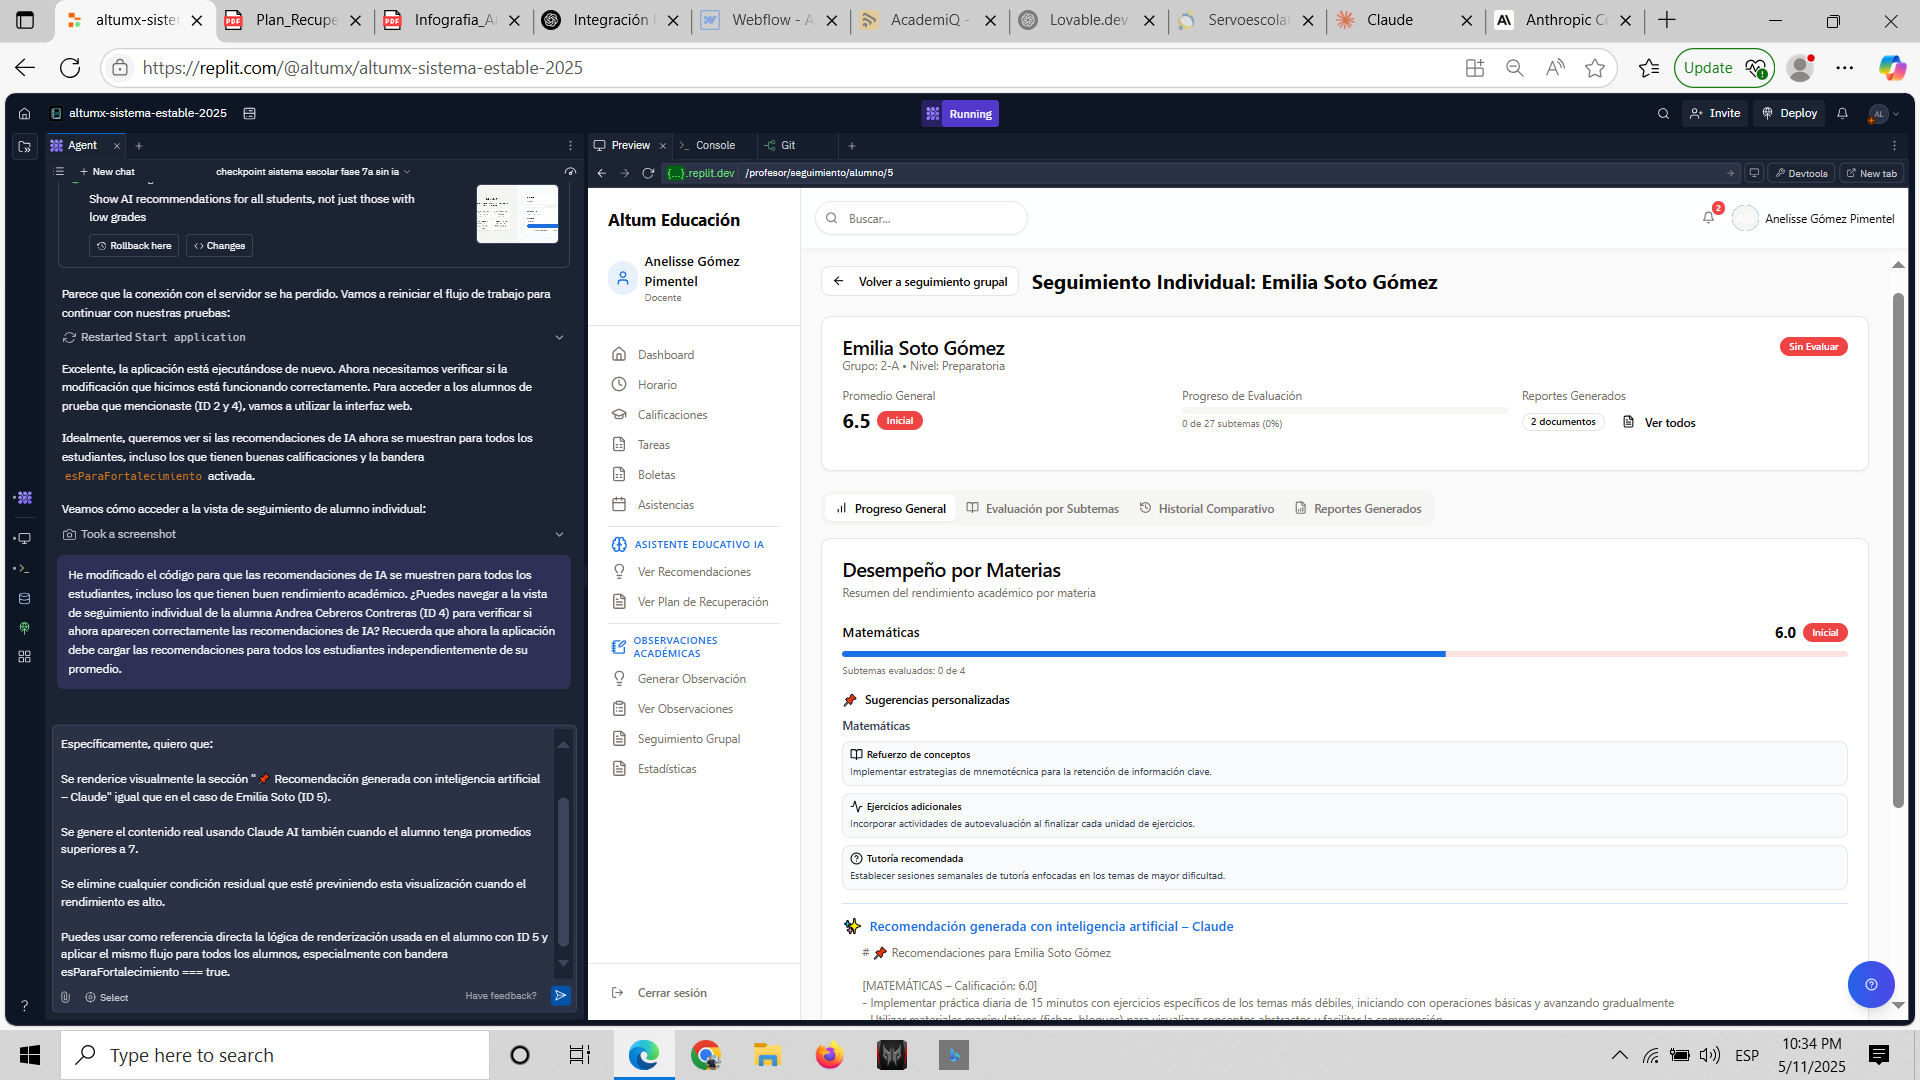 altumx-sister
Plan_Recupe
Infografia_Ar
Integración I
Webflow - A
AcademiQ -
Lovable.dev
Servoescolar
Claude
Anthropic Co
https://replit.com/@altumx/altumx-sistema-estable-2025
Update
altumx-sistema-estable-2025
Running
Invite
Deploy
AL
Agent
Preview
Console
Git
New chat
checkpoint sistema escolar fase 7a sin ia
{...}.replit.dev
/profesor/seguimiento/alumno/5
Devtools
New tab
Show AI recommendations for all students, not just those with
low grades
Rollback here
Changes
Parece que la conexión con el servidor se ha perdido. Vamos a reiniciar el flujo de trabajo para
continuar con nuestras pruebas:
Restarted Start application
Excelente, la aplicación está ejecutándose de nuevo. Ahora necesitamos verificar si la
modificación que hicimos está funcionando correctamente. Para acceder a los alumnos de
prueba que mencionaste (ID 2 y 4), vamos a utilizar la interfaz web.
Idealmente, queremos ver si las recomendaciones de IA ahora se muestran para todos los
estudiantes, incluso los que tienen buenas calificaciones y la bandera
esParaFortalecimiento activada.
Veamos cómo acceder a la vista de seguimiento de alumno individual:
Took a screenshot
He modificado el código para que las recomendaciones de IA se muestren para todos los
estudiantes, incluso los que tienen buen rendimiento académico. ¿Puedes navegar a la vista
de seguimiento individual de la alumna Andrea Cebreros Contreras (ID 4) para verificar si
ahora aparecen correctamente las recomendaciones de IA? Recuerda que ahora la aplicación
debe cargar las recomendaciones para todos los estudiantes independientemente de su
promedio.
Específicamente, quiero que:
Se renderice visualmente la sección "📌 Recomendación generada con inteligencia artificial
– Claude" igual que en el caso de Emilia Soto (ID 5).
Se genere el contenido real usando Claude AI también cuando el alumno tenga promedios
superiores a 7.
Se elimine cualquier condición residual que esté previniendo esta visualización cuando el
rendimiento es alto.
Puedes usar como referencia directa la lógica de renderización usada en el alumno con ID 5 y
aplicar el mismo flujo para todos los alumnos, especialmente con bandera
esParaFortalecimiento === true.
Select
Have feedback?
Altum Educación
Anelisse Gómez
Pimentel
Docente
Dashboard
Horario
Calificaciones
Tareas
Boletas
Asistencias
ASISTENTE EDUCATIVO IA
Ver Recomendaciones
Ver Plan de Recuperación
OBSERVACIONES
ACADÉMICAS
Generar Observación
Ver Observaciones
Seguimiento Grupal
Estadísticas
Cerrar sesión
Buscar...
2
AG
Anelisse Gómez Pimentel
Volver a seguimiento grupal
Seguimiento Individual: Emilia Soto Gómez
Emilia Soto Gómez
Sin Evaluar
Grupo: 2-A • Nivel: Preparatoria
Promedio General
6.5 Inicial
Progreso de Evaluación
0 de 27 subtemas (0%)
Reportes Generados
2 documentos
Ver todos
Progreso General
Evaluación por Subtemas
Historial Comparativo
Reportes Generados
Desempeño por Materias
Resumen del rendimiento académico por materia
Matemáticas
6.0 Inicial
Subtemas evaluados: 0 de 4
📌 Sugerencias personalizadas
Matemáticas
Refuerzo de conceptos
Implementar estrategias de mnemotécnica para la retención de información clave.
Ejercicios adicionales
Incorporar actividades de autoevaluación al finalizar cada unidad de ejercicios.
Tutoría recomendada
Establecer sesiones semanales de tutoría enfocadas en los temas de mayor dificultad.
✨ Recomendación generada con inteligencia artificial – Claude
# 📌 Recomendaciones para Emilia Soto Gómez
[MATEMÁTICAS – Calificación: 6.0]
- Implementar práctica diaria de 15 minutos con ejercicios específicos de los temas más débiles, iniciando con operaciones básicas y avanzando gradualmente
- Utilizar materiales manipulativos (fichas, bloques) para visualizar conceptos abstractos y facilitar la comprensión
Type here to search
ESP
10:34 PM
5/11/2025